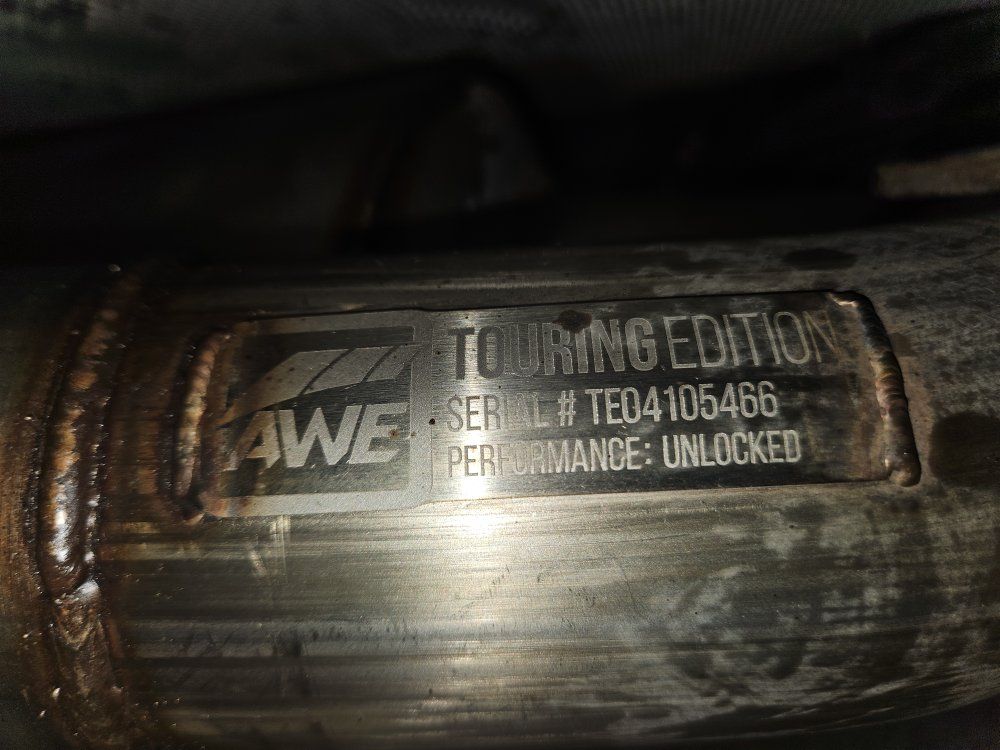 AWE
TOURING EDITION
SERIAL # TE04105466
PERFORMANCE: UNLOCKED